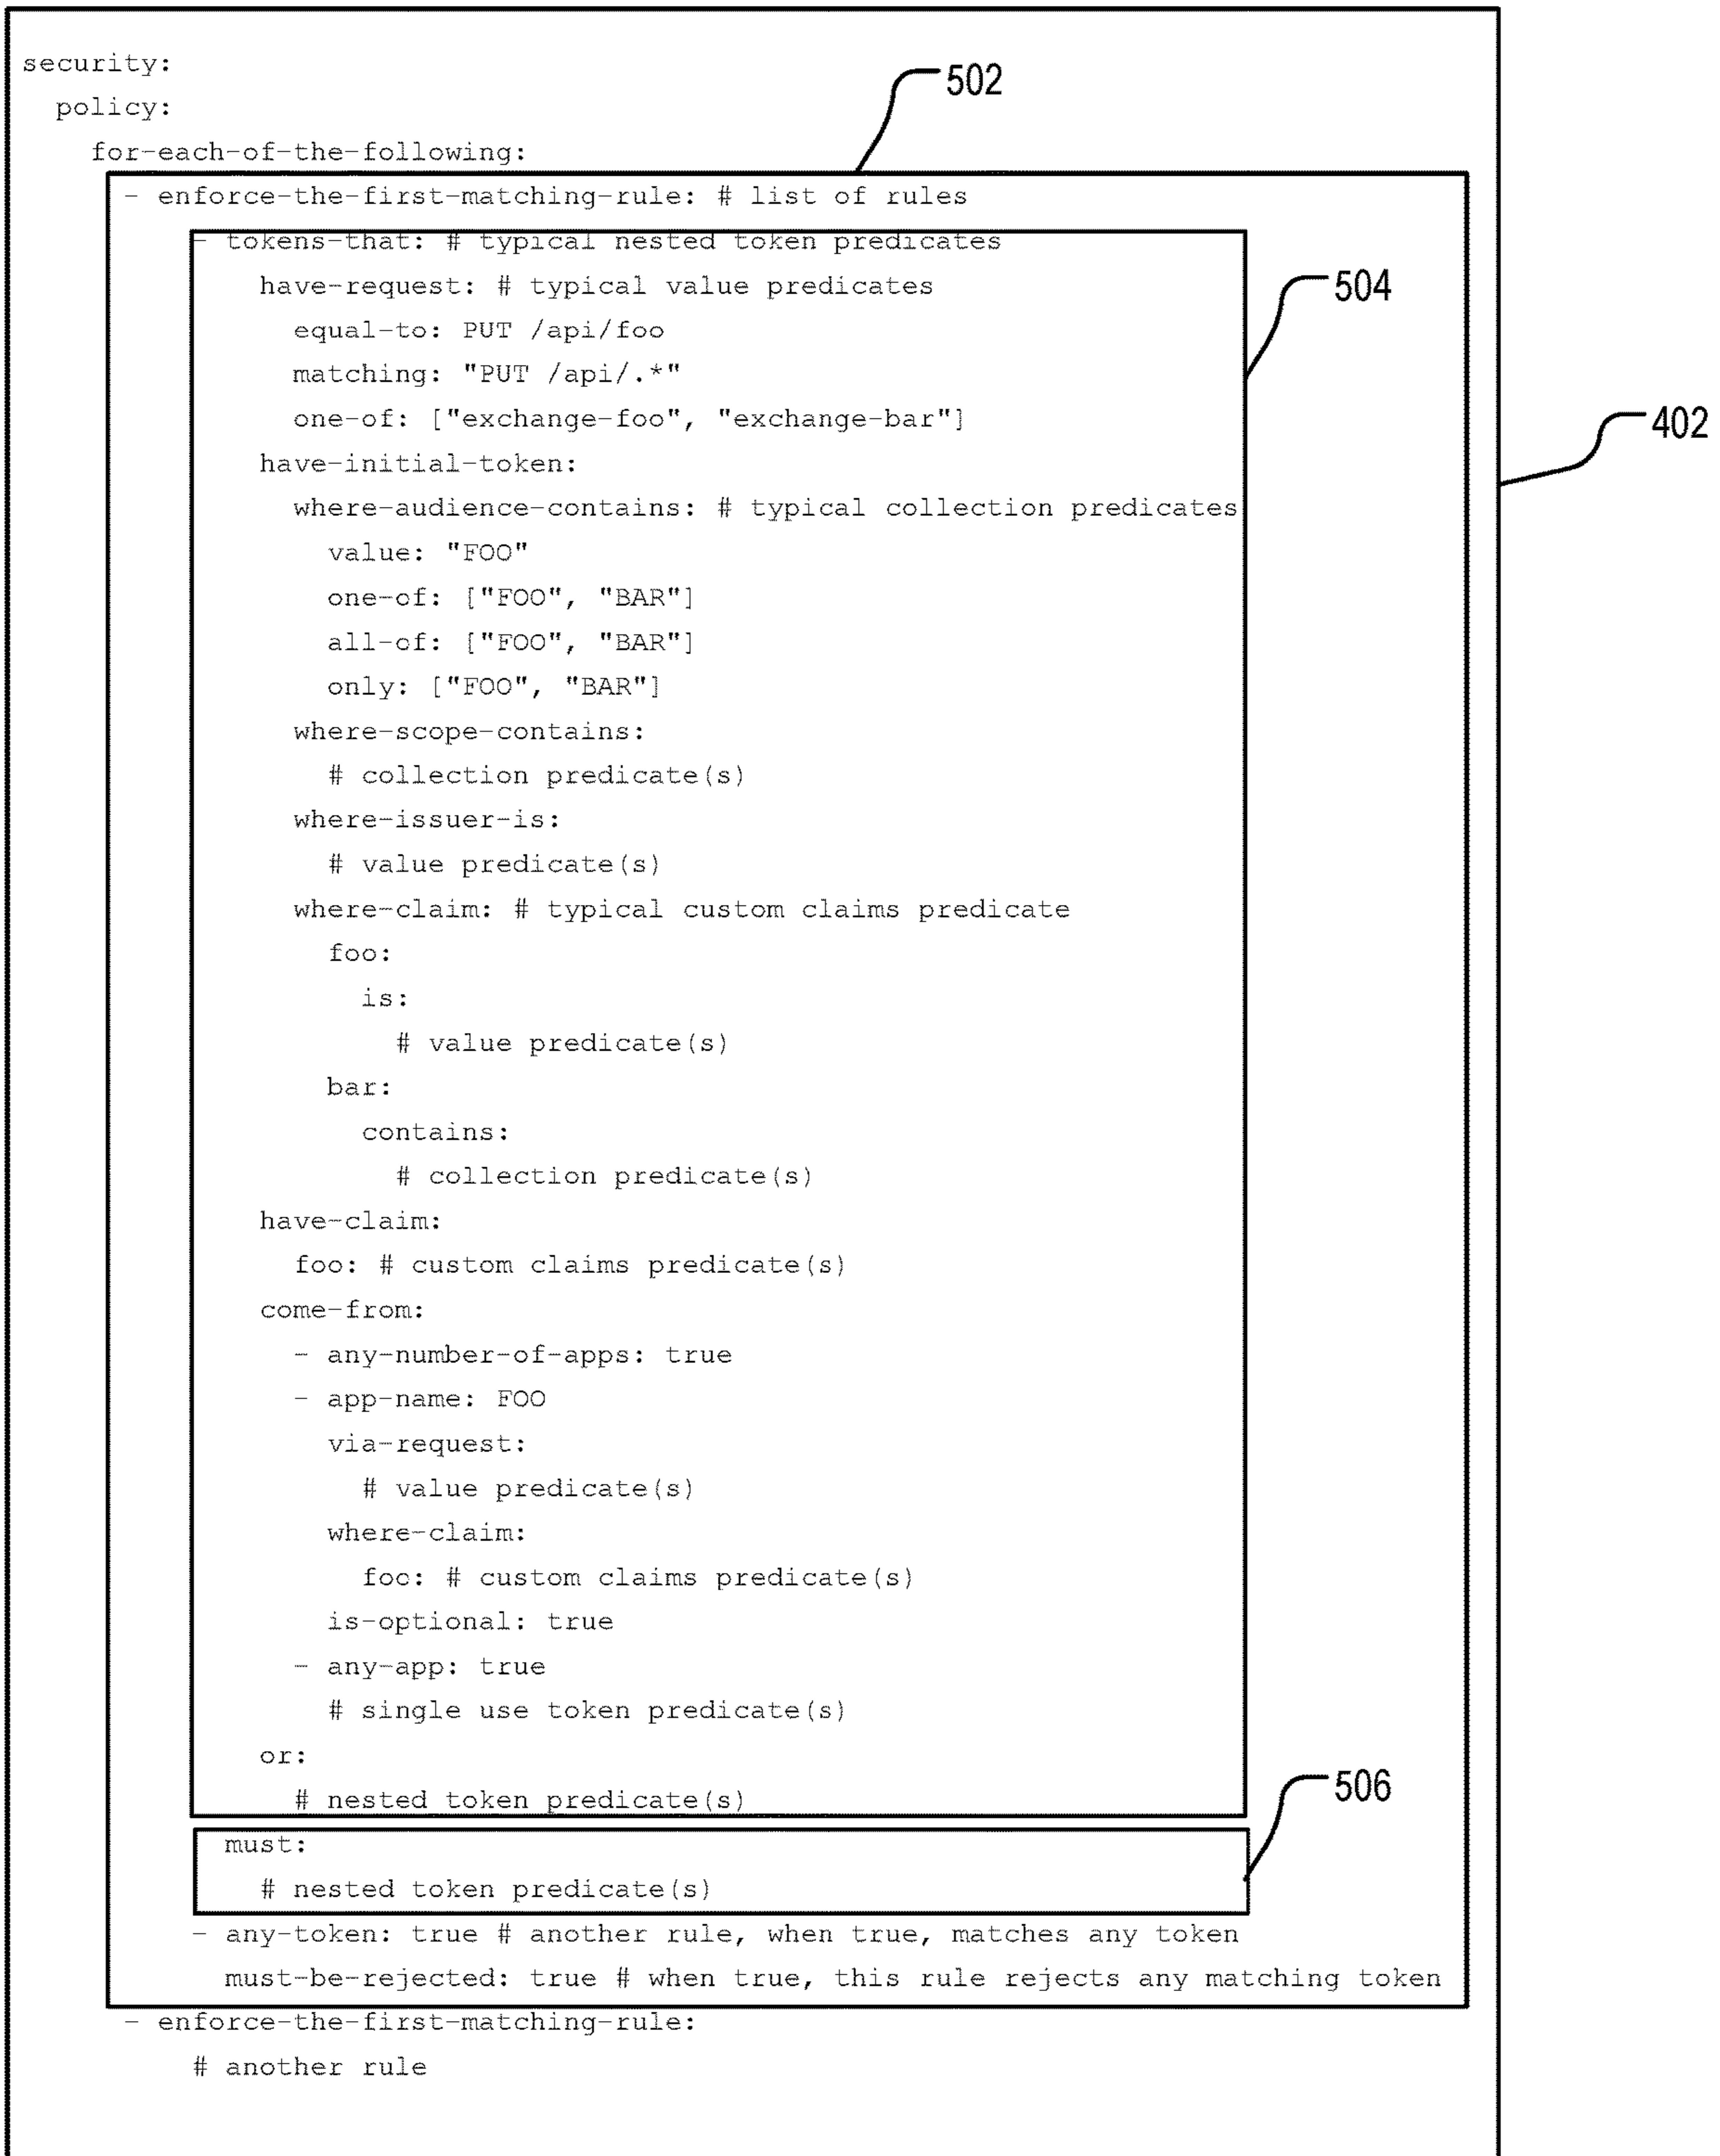 security:
  policy:
    for-each-of-the-following:
      - enforce-the-first-matching-rule: # list of rules
          - tokens-that: # typical nested token predicates
              have-request: # typical value predicates
                equal-to: PUT /api/foo
                matching: "PUT /api/.*"
                one-of: ["exchange-foo", "exchange-bar"]
              have-initial-token:
                where-audience-contains: # typical collection predicates
                  value: "FOO"
                  one-of: ["FOO", "BAR"]
                  all-of: ["FOO", "BAR"]
                  only: ["FOO", "BAR"]
                where-scope-contains:
                  # collection predicate(s)
                where-issuer-is:
                  # value predicate(s)
                where-claim: # typical custom claims predicate
                  foo:
                    is:
                      # value predicate(s)
                  bar:
                    contains:
                      # collection predicate(s)
              have-claim:
                foo: # custom claims predicate(s)
              come-from:
                - any-number-of-apps: true
                - app-name: FOO
                  via-request:
                    # value predicate(s)
                  where-claim:
                    foo: # custom claims predicate(s)
                  is-optional: true
                - any-app: true
                  # single use token predicate(s)
              or:
                # nested token predicate(s)
            must:
              # nested token predicate(s)
          - any-token: true # another rule, when true, matches any token
            must-be-rejected: true # when true, this rule rejects any matching token
      - enforce-the-first-matching-rule:
          # another rule
502
504
402
506